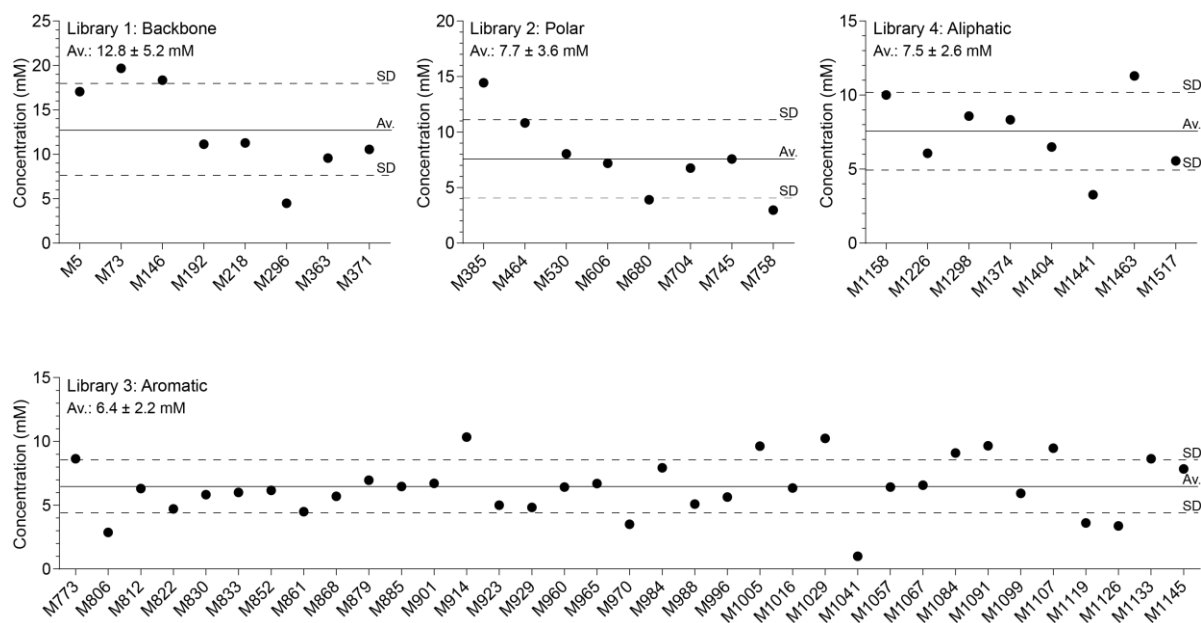 Library 1: Backbone
Av.: 12.8 ± 5.2 mM
Concentration (mM)
25
20
15
10
5
0
SD
Av.
SD
M5 M73 M146 M192 M218 M296 M363 M371
Library 2: Polar
Av.: 7.7 ± 3.6 mM
Concentration (mM)
20
15
10
5
0
SD
Av.
SD
M385 M464 M530 M606 M680 M704 M745 M758
Library 4: Aliphatic
Av.: 7.5 ± 2.6 mM
Concentration (mM)
15
10
5
0
SD
Av.
SD
M1158 M1226 M1298 M1374 M1404 M1441 M1463 M1517
Library 3: Aromatic
Av.: 6.4 ± 2.2 mM
Concentration (mM)
15
10
5
0
SD
Av.
SD
M773 M806 M812 M822 M830 M833 M852 M861 M868 M879 M885 M901 M914 M923 M929 M960 M965 M970 M984 M988 M996 M1005 M1016 M1029 M1041 M1057 M1067 M1084 M1091 M1099 M1107 M1119 M1126 M1133 M1145